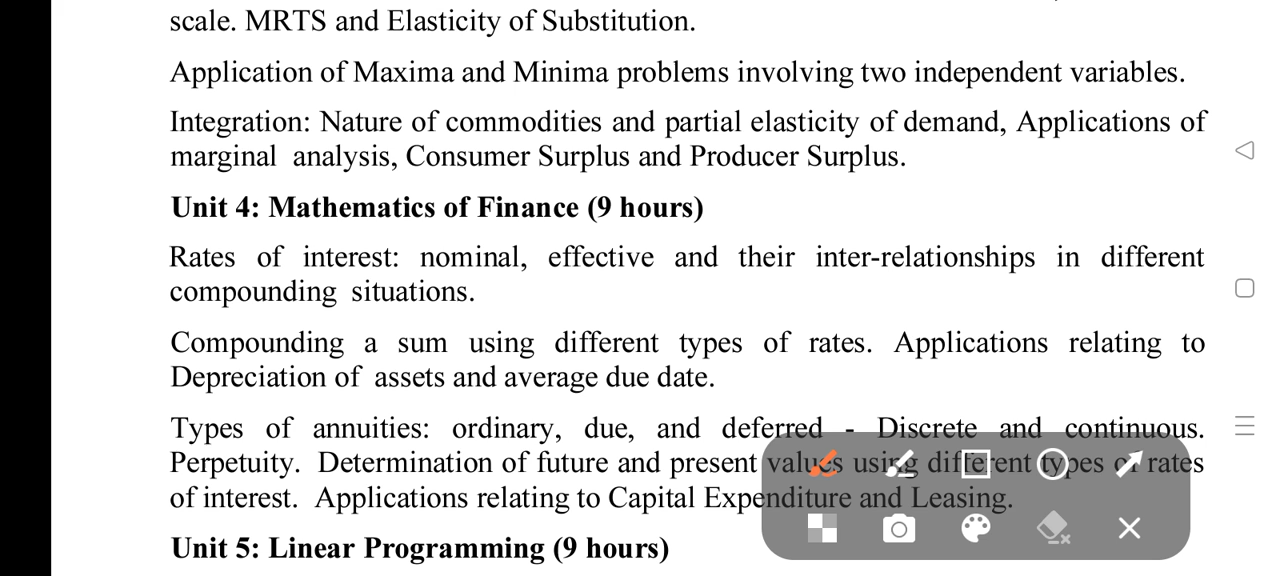 scale. MRTS and Elasticity of Substitution.
Application of Maxima and Minima problems involving two independent variables.
Integration: Nature of commodities and partial elasticity of demand, Applications of
marginal analysis, Consumer Surplus and Producer Surplus.
Unit 4: Mathematics of Finance (9 hours)
Rates of interest: nominal, effective and their inter-relationships in different
compounding situations.
Compounding a sum using different types of rates. Applications relating to
Depreciation of assets and average due date.
Types of annuities: ordinary, due, and deferred - Discrete and continuous.
Perpetuity. Determination of future and present values using different types of rates
of interest. Applications relating to Capital Expenditure and Leasing.
Unit 5: Linear Programming (9 hours)